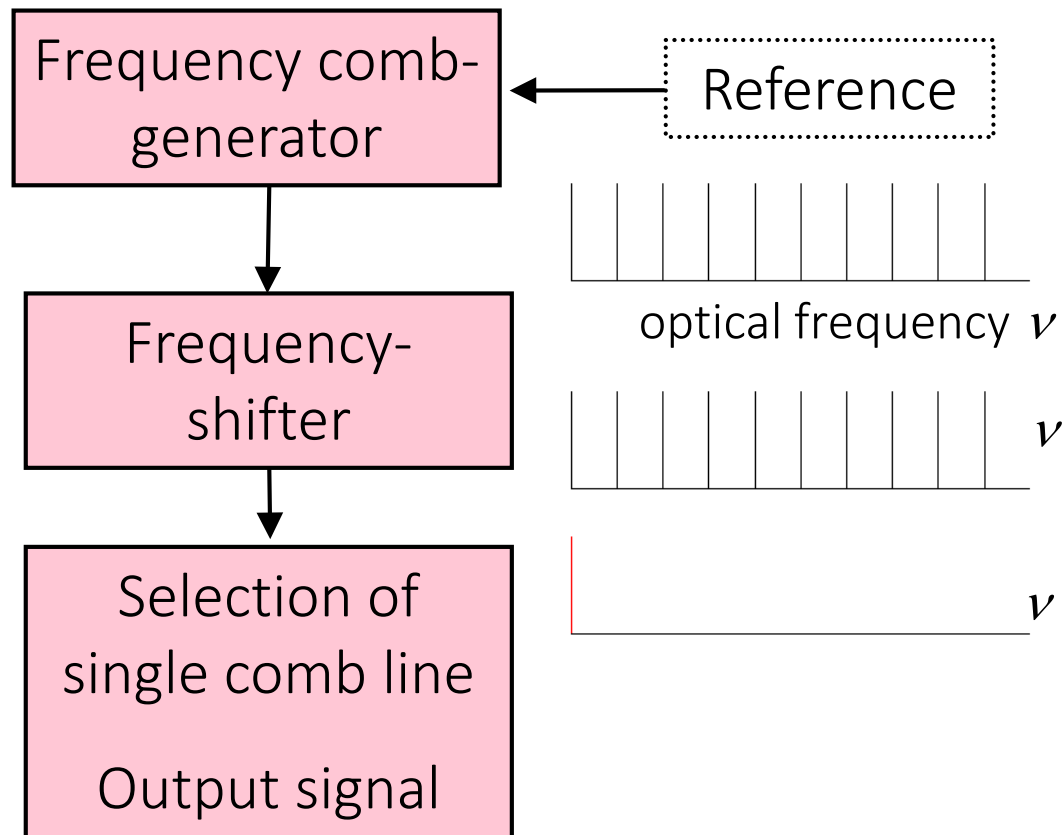 Frequency comb-
generator
Reference
optical frequency ν
Frequency-
shifter
ν
Selection of
single comb line
ν
Output signal